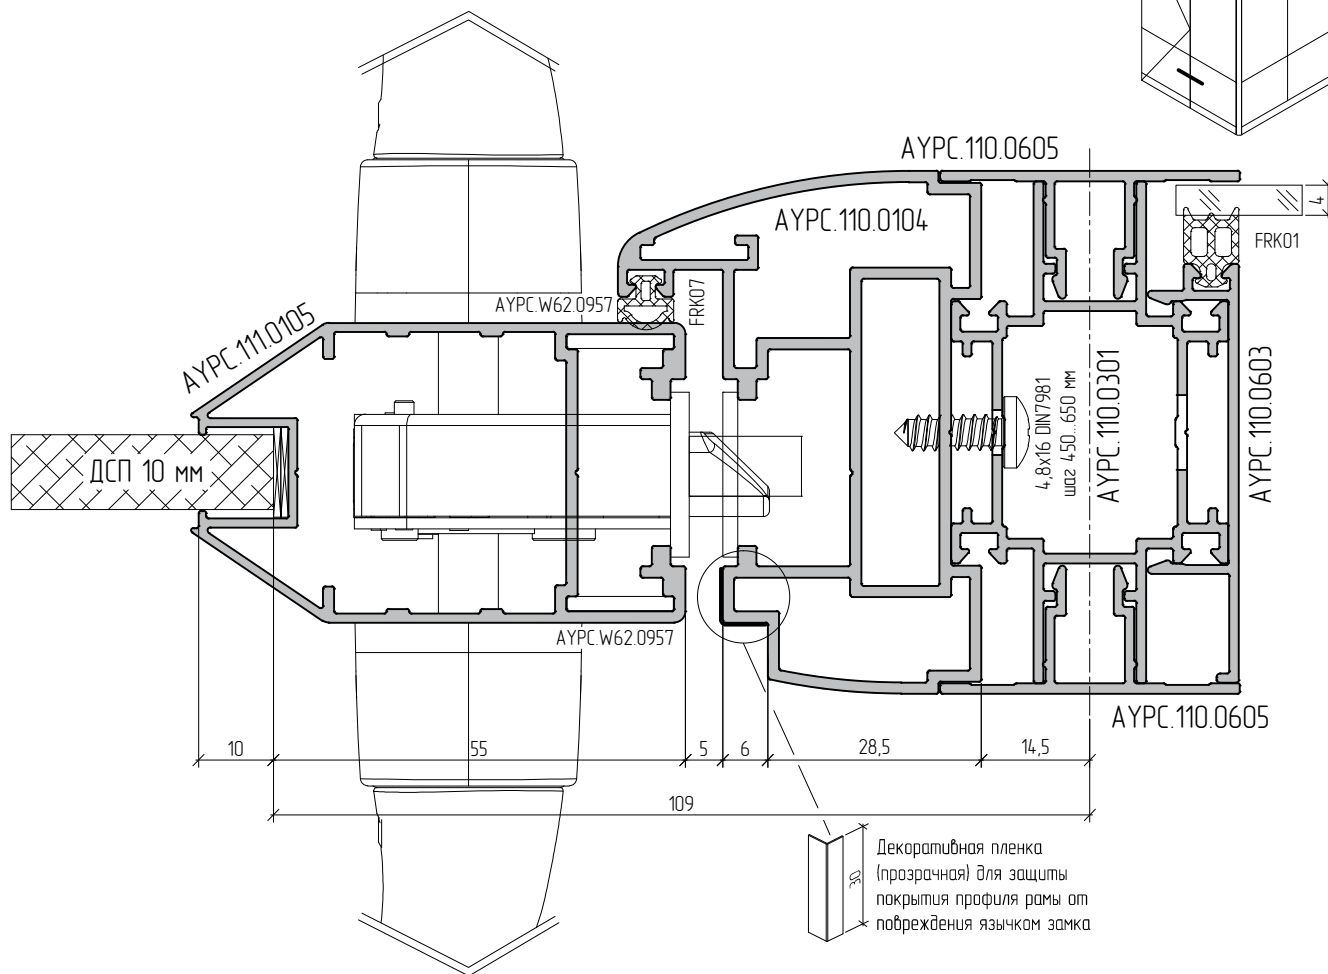 AYPC.110.0605
4
AYPC.110.0104
FRK01
AYPC.W62.0957
FRK07
AYPC.111.0105
ДСП 10 мм
4,8x16 DIN7981
шаг 450...650 мм
AYPC.110.0301
AYPC.110.0603
AYPC.W62.0957
AYPC.110.0605
10
55
5
6
28,5
14,5
109
30
Декоративная пленка
(прозрачная) для защиты
покрытия профиля рамы от
повреждения язычком замка